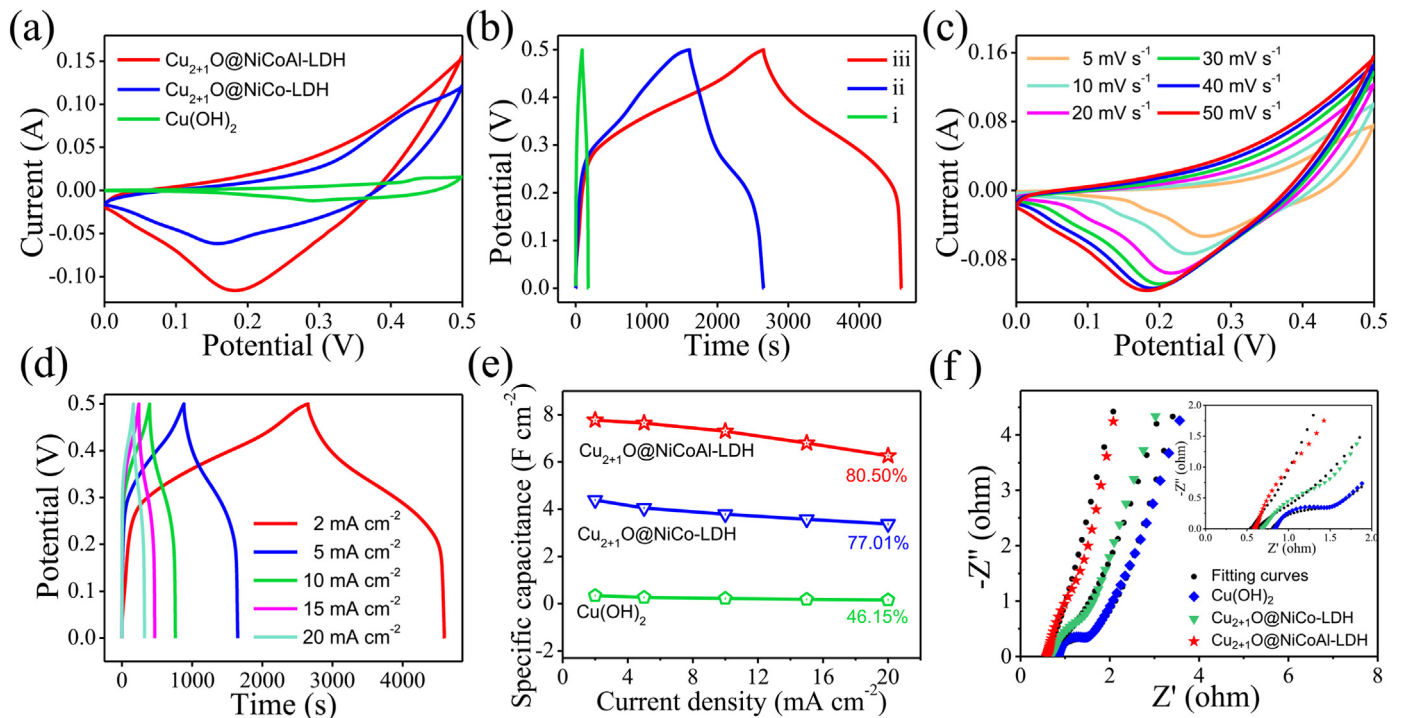 (a)
Cu2+1O@NiCoAl-LDH
Cu2+1O@NiCo-LDH
Cu(OH)2
Current (A)
0.15
0.10
0.05
0.00
-0.05
-0.10
0.0 0.1 0.2 0.3 0.4 0.5
Potential (V)
(b)
iii
ii
i
Potential (V)
0.5
0.4
0.3
0.2
0.1
0.0
0 1000 2000 3000 4000
Time (s)
(c)
5 mV s-1 30 mV s-1
10 mV s-1 40 mV s-1
20 mV s-1 50 mV s-1
Current (A)
0.16
0.08
0.00
-0.08
0.0 0.1 0.2 0.3 0.4 0.5
Potential (V)
(d)
2 mA cm-2
5 mA cm-2
10 mA cm-2
15 mA cm-2
20 mA cm-2
Potential (V)
0.5
0.4
0.3
0.2
0.1
0.0
0 1000 2000 3000 4000
Time (s)
(e)
Specific capacitance (F cm-2)
8
6
4
2
0
Cu2+1O@NiCoAl-LDH
80.50%
Cu2+1O@NiCo-LDH
77.01%
Cu(OH)2
46.15%
4 8 12 16 20
Current density (mA cm-2)
(f)
-Z" (ohm)
4
3
2
1
0
0 2 4 6 8
Z' (ohm)
-Z" (ohm)
2.0
1.5
1.0
0.5
0.0
0.0 0.5 1.0 1.5 2.0
Z' (ohm)
Fitting curves
Cu(OH)2
Cu2+1O@NiCo-LDH
Cu2+1O@NiCoAl-LDH